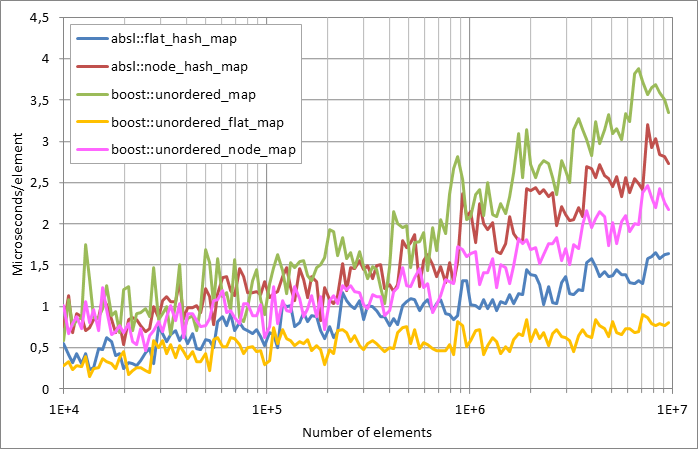 4,5
4
3,5
3
2,5
2
1,5
1
0,5
0
Microseconds/element
absl::flat_hash_map
absl::node_hash_map
boost::unordered_map
boost::unordered_flat_map
boost::unordered_node_map
1E+4
1E+5
1E+6
1E+7
Number of elements